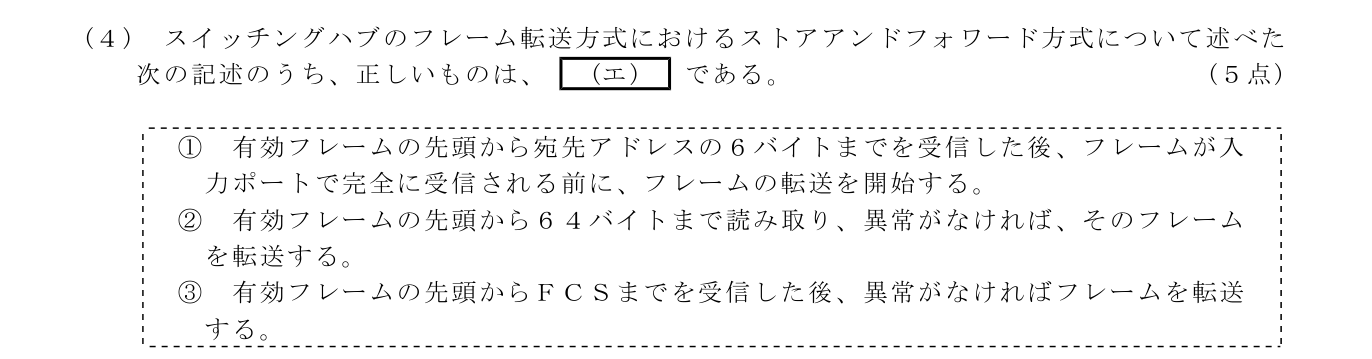 (4) スイッチングハブのフレーム転送方式におけるストアアンドフォワード方式について述べた
次の記述のうち、正しいものは、 (エ) である。 (5点)
① 有効フレームの先頭から宛先アドレスの6バイトまでを受信した後、フレームが入
力ポートで完全に受信される前に、フレームの転送を開始する。
② 有効フレームの先頭から64バイトまで読み取り、異常がなければ、そのフレーム
を転送する。
③ 有効フレームの先頭からFCSまでを受信した後、異常がなければフレームを転送
する。